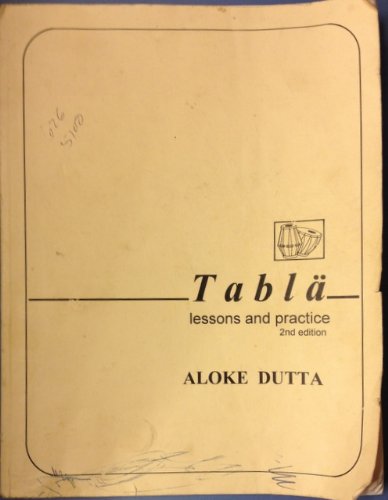 Tablä
lessons and practice
2nd edition
ALOKE DUTTA